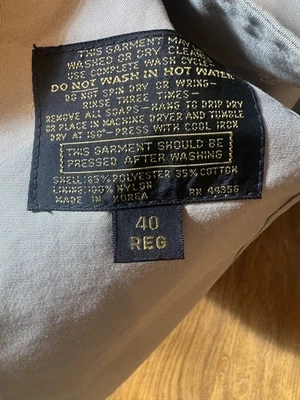 THIS GARMENT MAY
WASHED OR DRY CLEA
USE COMPLETE WASH CYCLE
DO NOT WASH IN HOT WATER
DO NOT SPIN DRY OR WRING-
RINSE THREE TIMES-
REMOVE ALL SOAPS- HANG TO DRIP DRY
OR PLACE IN MACHINE DRYER AND TUMBLE
DRY AT 160°-PRESS WITH COOL IRON
THIS GARMENT SHOULD BE
PRESSED AFTER WASHING
SHELL:65% POLYESTER 35% COTTON
LINING:100% NYLON
MADE IN KOREA RN 44356
40
REG